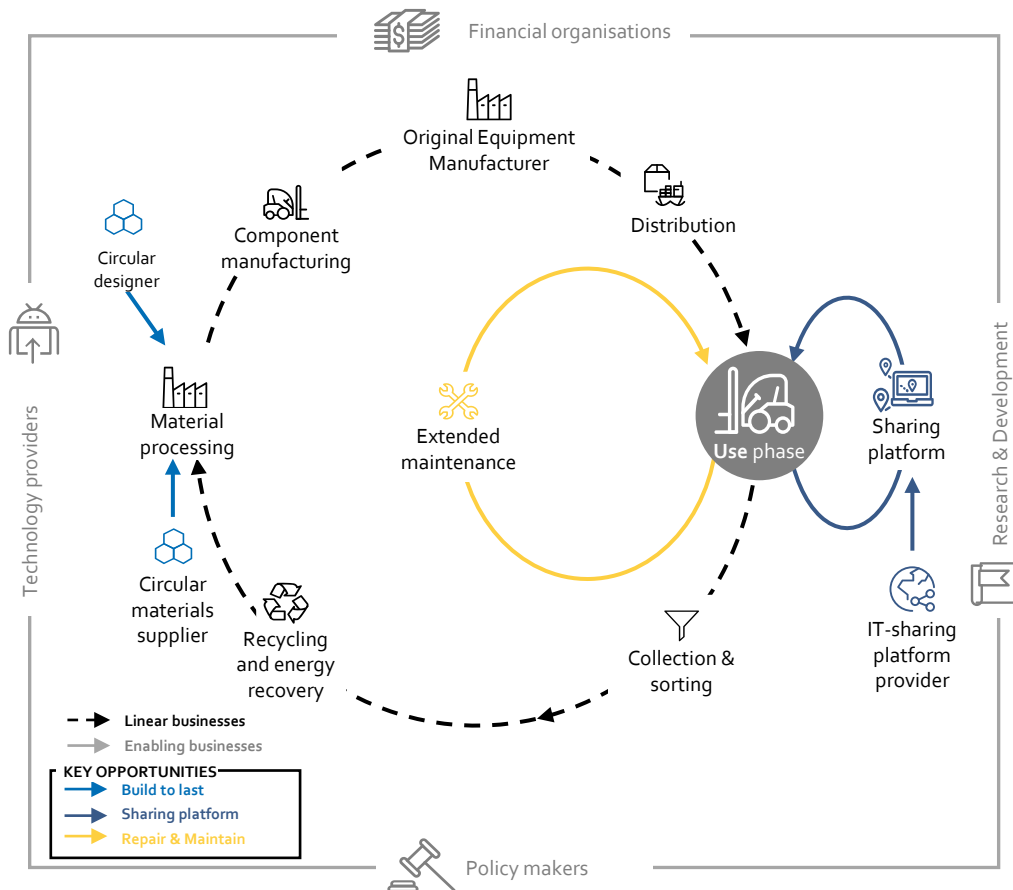 Financial organisations
Original Equipment
Manufacturer
Distribution
Component
manufacturing
Circular
designer
Technology providers
Material
processing
Extended
maintenance
Use phase
Sharing
platform
Research & Development
Circular
materials
supplier
Recycling
and energy
recovery
Collection &
sorting
IT-sharing
platform
provider
Linear businesses
Enabling businesses
KEY OPPORTUNITIES
Build to last
Sharing platform
Repair & Maintain
Policy makers